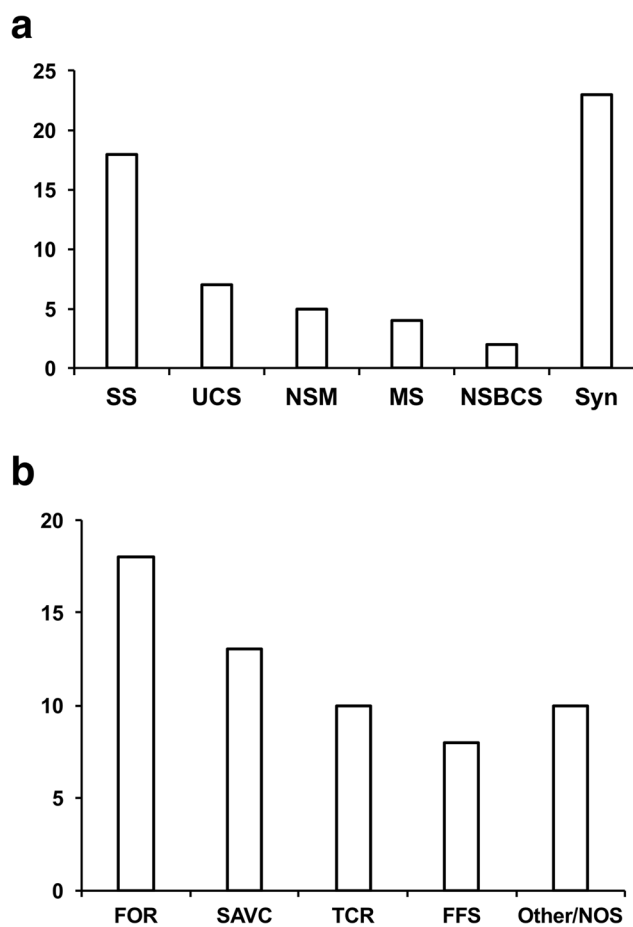 a
25
20
15
10
5
0
SS UCS NSM MS NSBCS Syn
b
20
15
10
5
0
FOR SAVC TCR FFS Other/NOS